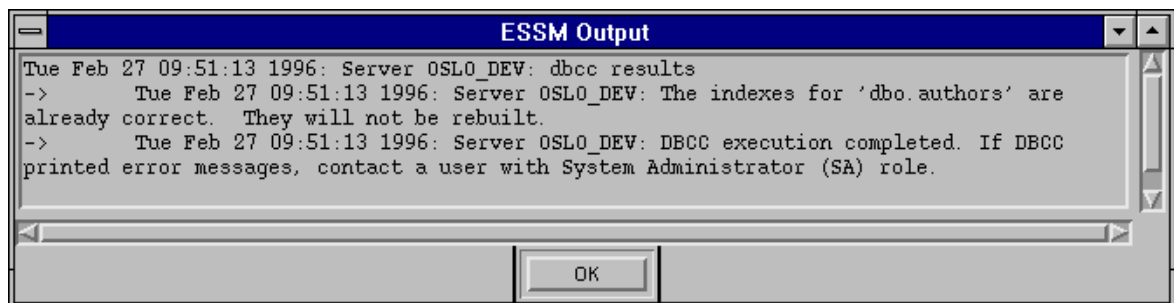 ESSM Output
Tue Feb 27 09:51:13 1996: Server OSLO_DEV: dbcc results
->      Tue Feb 27 09:51:13 1996: Server OSLO_DEV: The indexes for 'dbo.authors' are
already correct.  They will not be rebuilt.
->      Tue Feb 27 09:51:13 1996: Server OSLO_DEV: DBCC execution completed. If DBCC
printed error messages, contact a user with System Administrator (SA) role.
OK